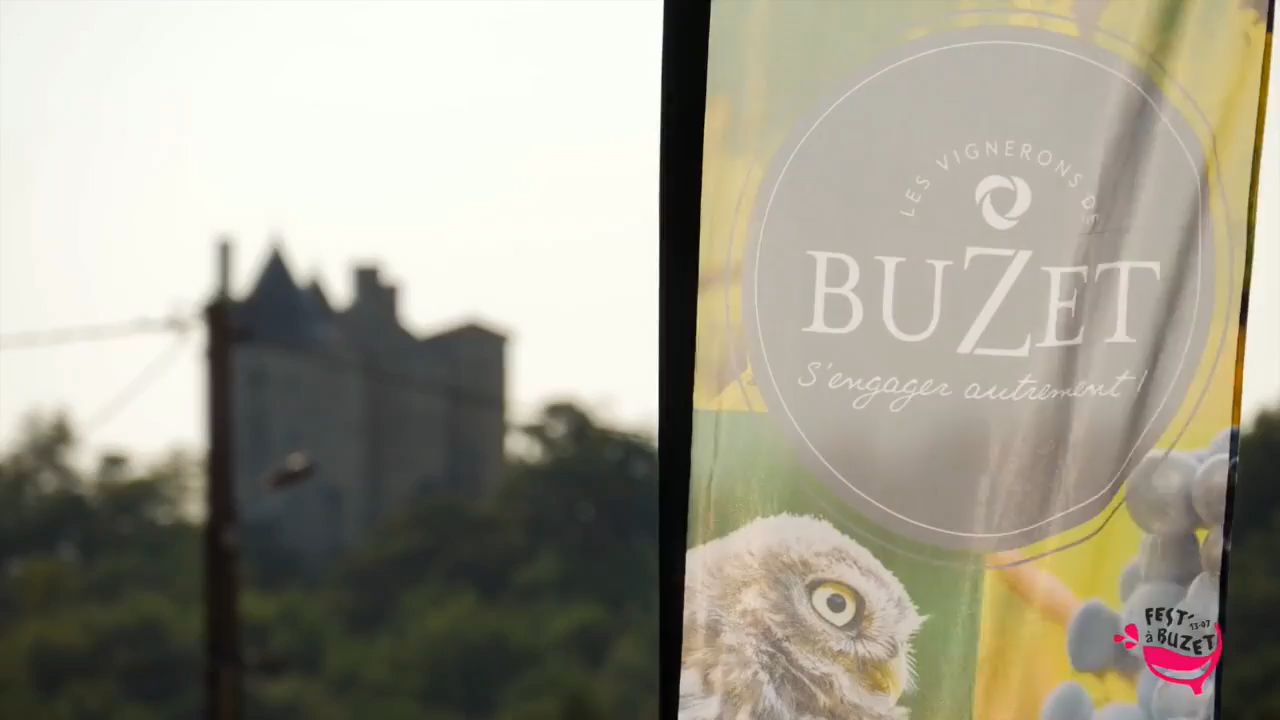 LES VIGNERONS DE
BUZET
S'engager autrement !
FEST'
13-07
à BUZET